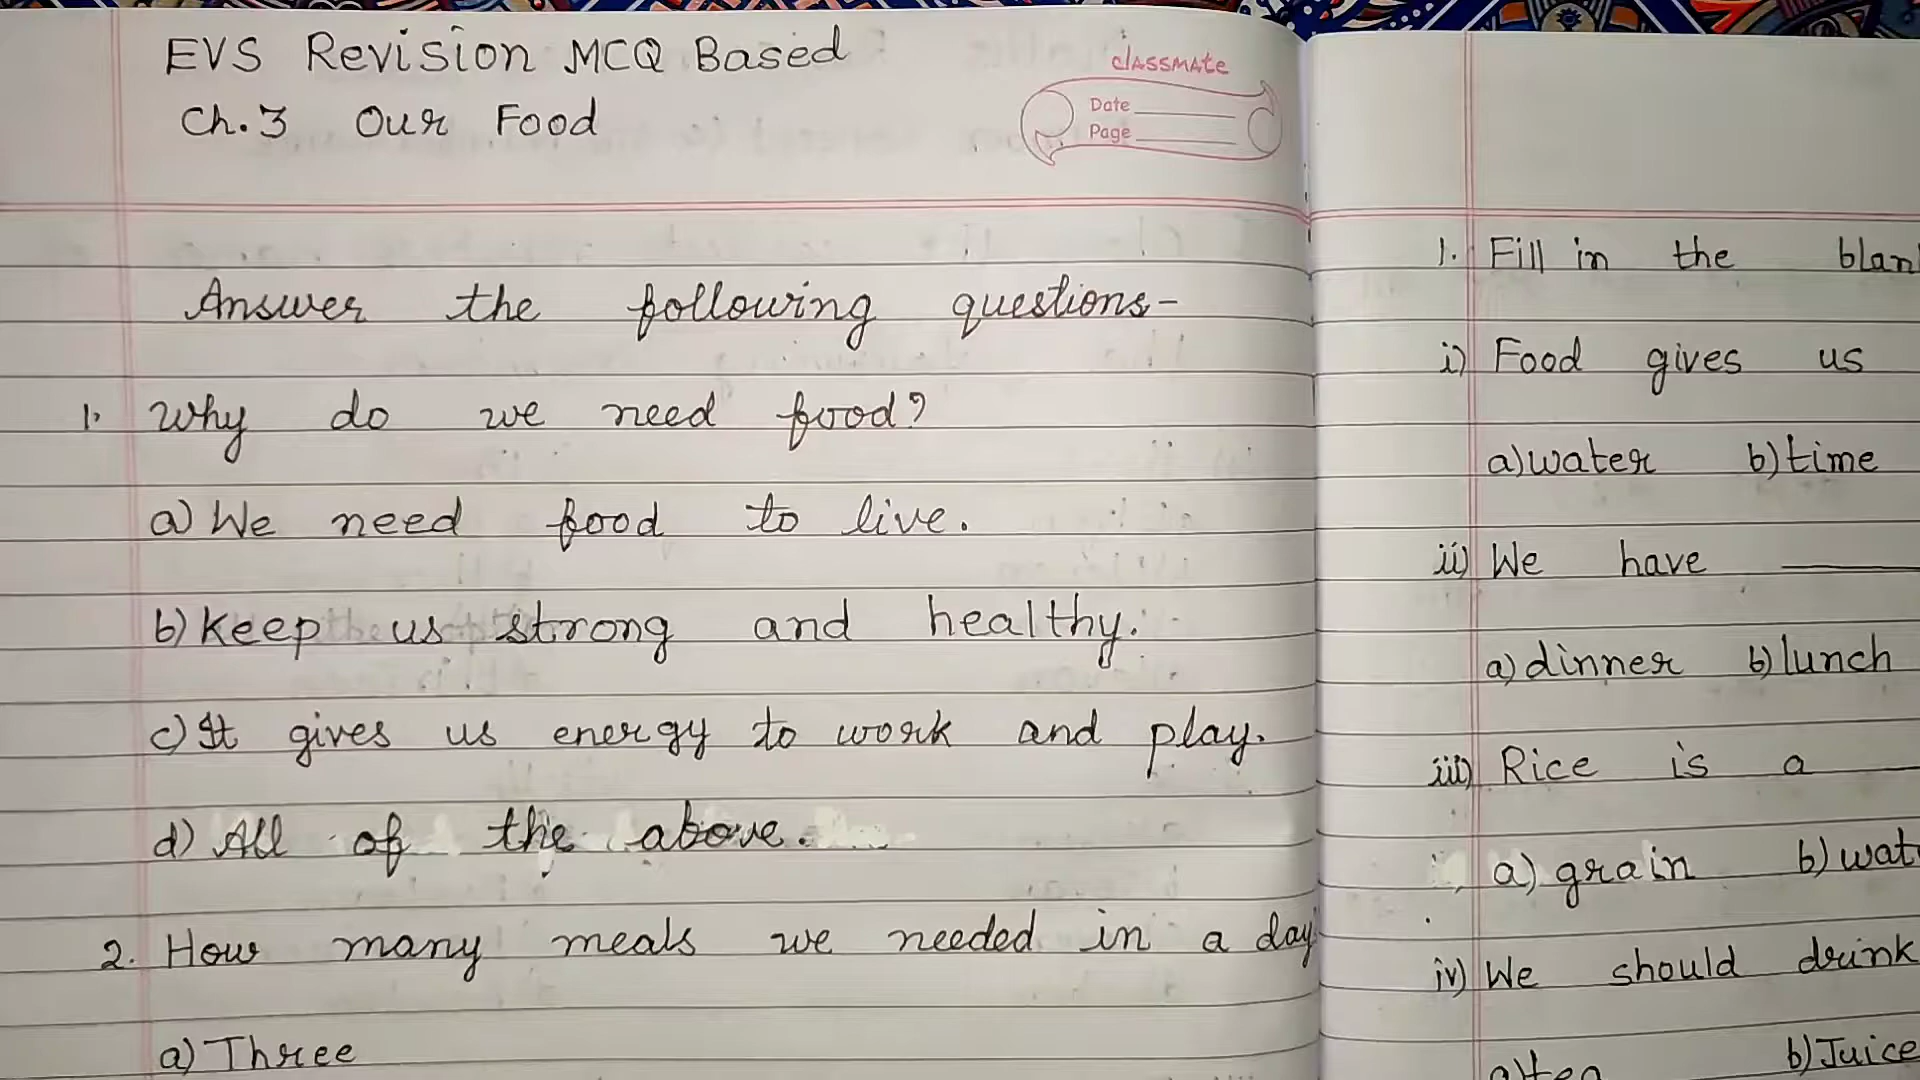 EVS Revision MCQ Based
Ch.3 Our Food
classmate
Date
Page
Answer the following questions-
1. Why do we need food?
a) We need food to live.
b) Keep us strong and healthy.
c) It gives us energy to work and play.
d) All of the above.
2. How many meals we needed in a day
a) Three
1. Fill in the
i) Food gives us
a) water b) time
ii) We have
a) dinner b) lunch
iii) Rice is a
a) grain b)
iv) We should drink
a) tea b) Juice